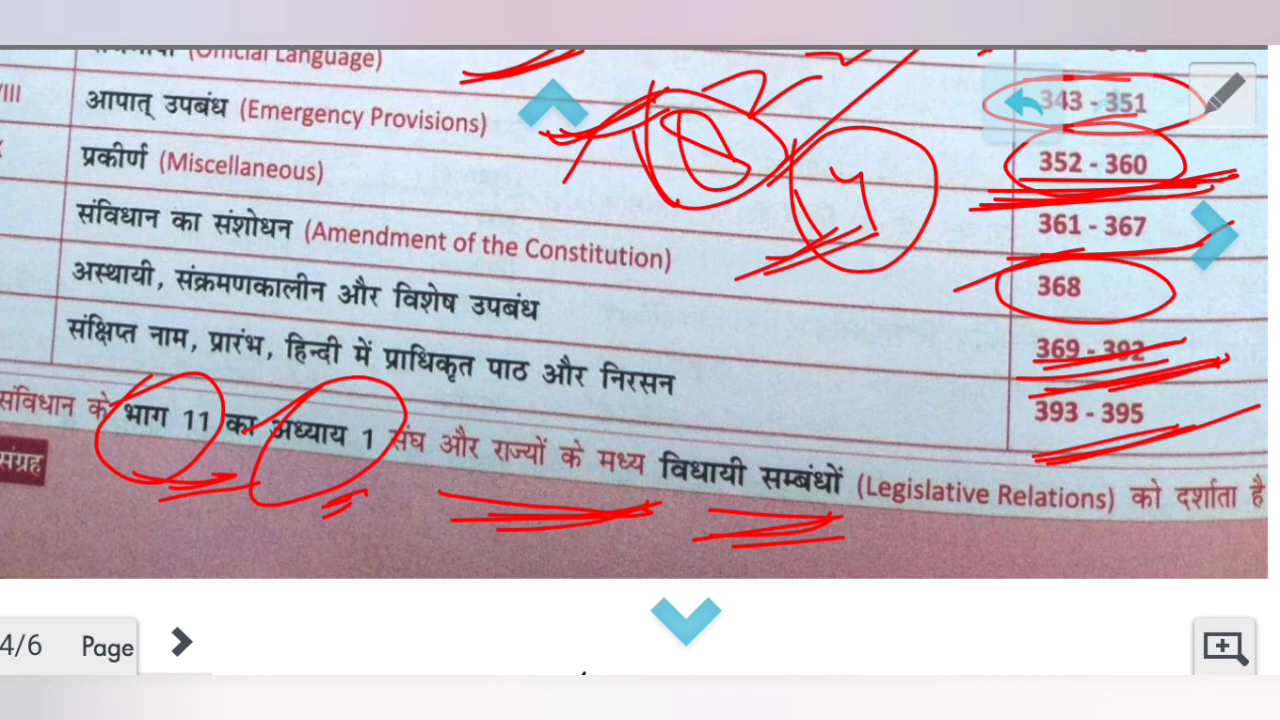 (Official Language)
VIII आपात् उपबंध (Emergency Provisions) 343 - 351
प्रकीर्ण (Miscellaneous) 352 - 360
संविधान का संशोधन (Amendment of the Constitution) 361 - 367
अस्थायी, संक्रमणकालीन और विशेष उपबंध 368
संक्षिप्त नाम, प्रारंभ, हिन्दी में प्राधिकृत पाठ और निरसन 369 - 392
393 - 395
संविधान के भाग 11 का अध्याय 1 संघ और राज्यों के मध्य विधायी सम्बंधों (Legislative Relations) को दर्शाता है
संग्रह
4/6 Page